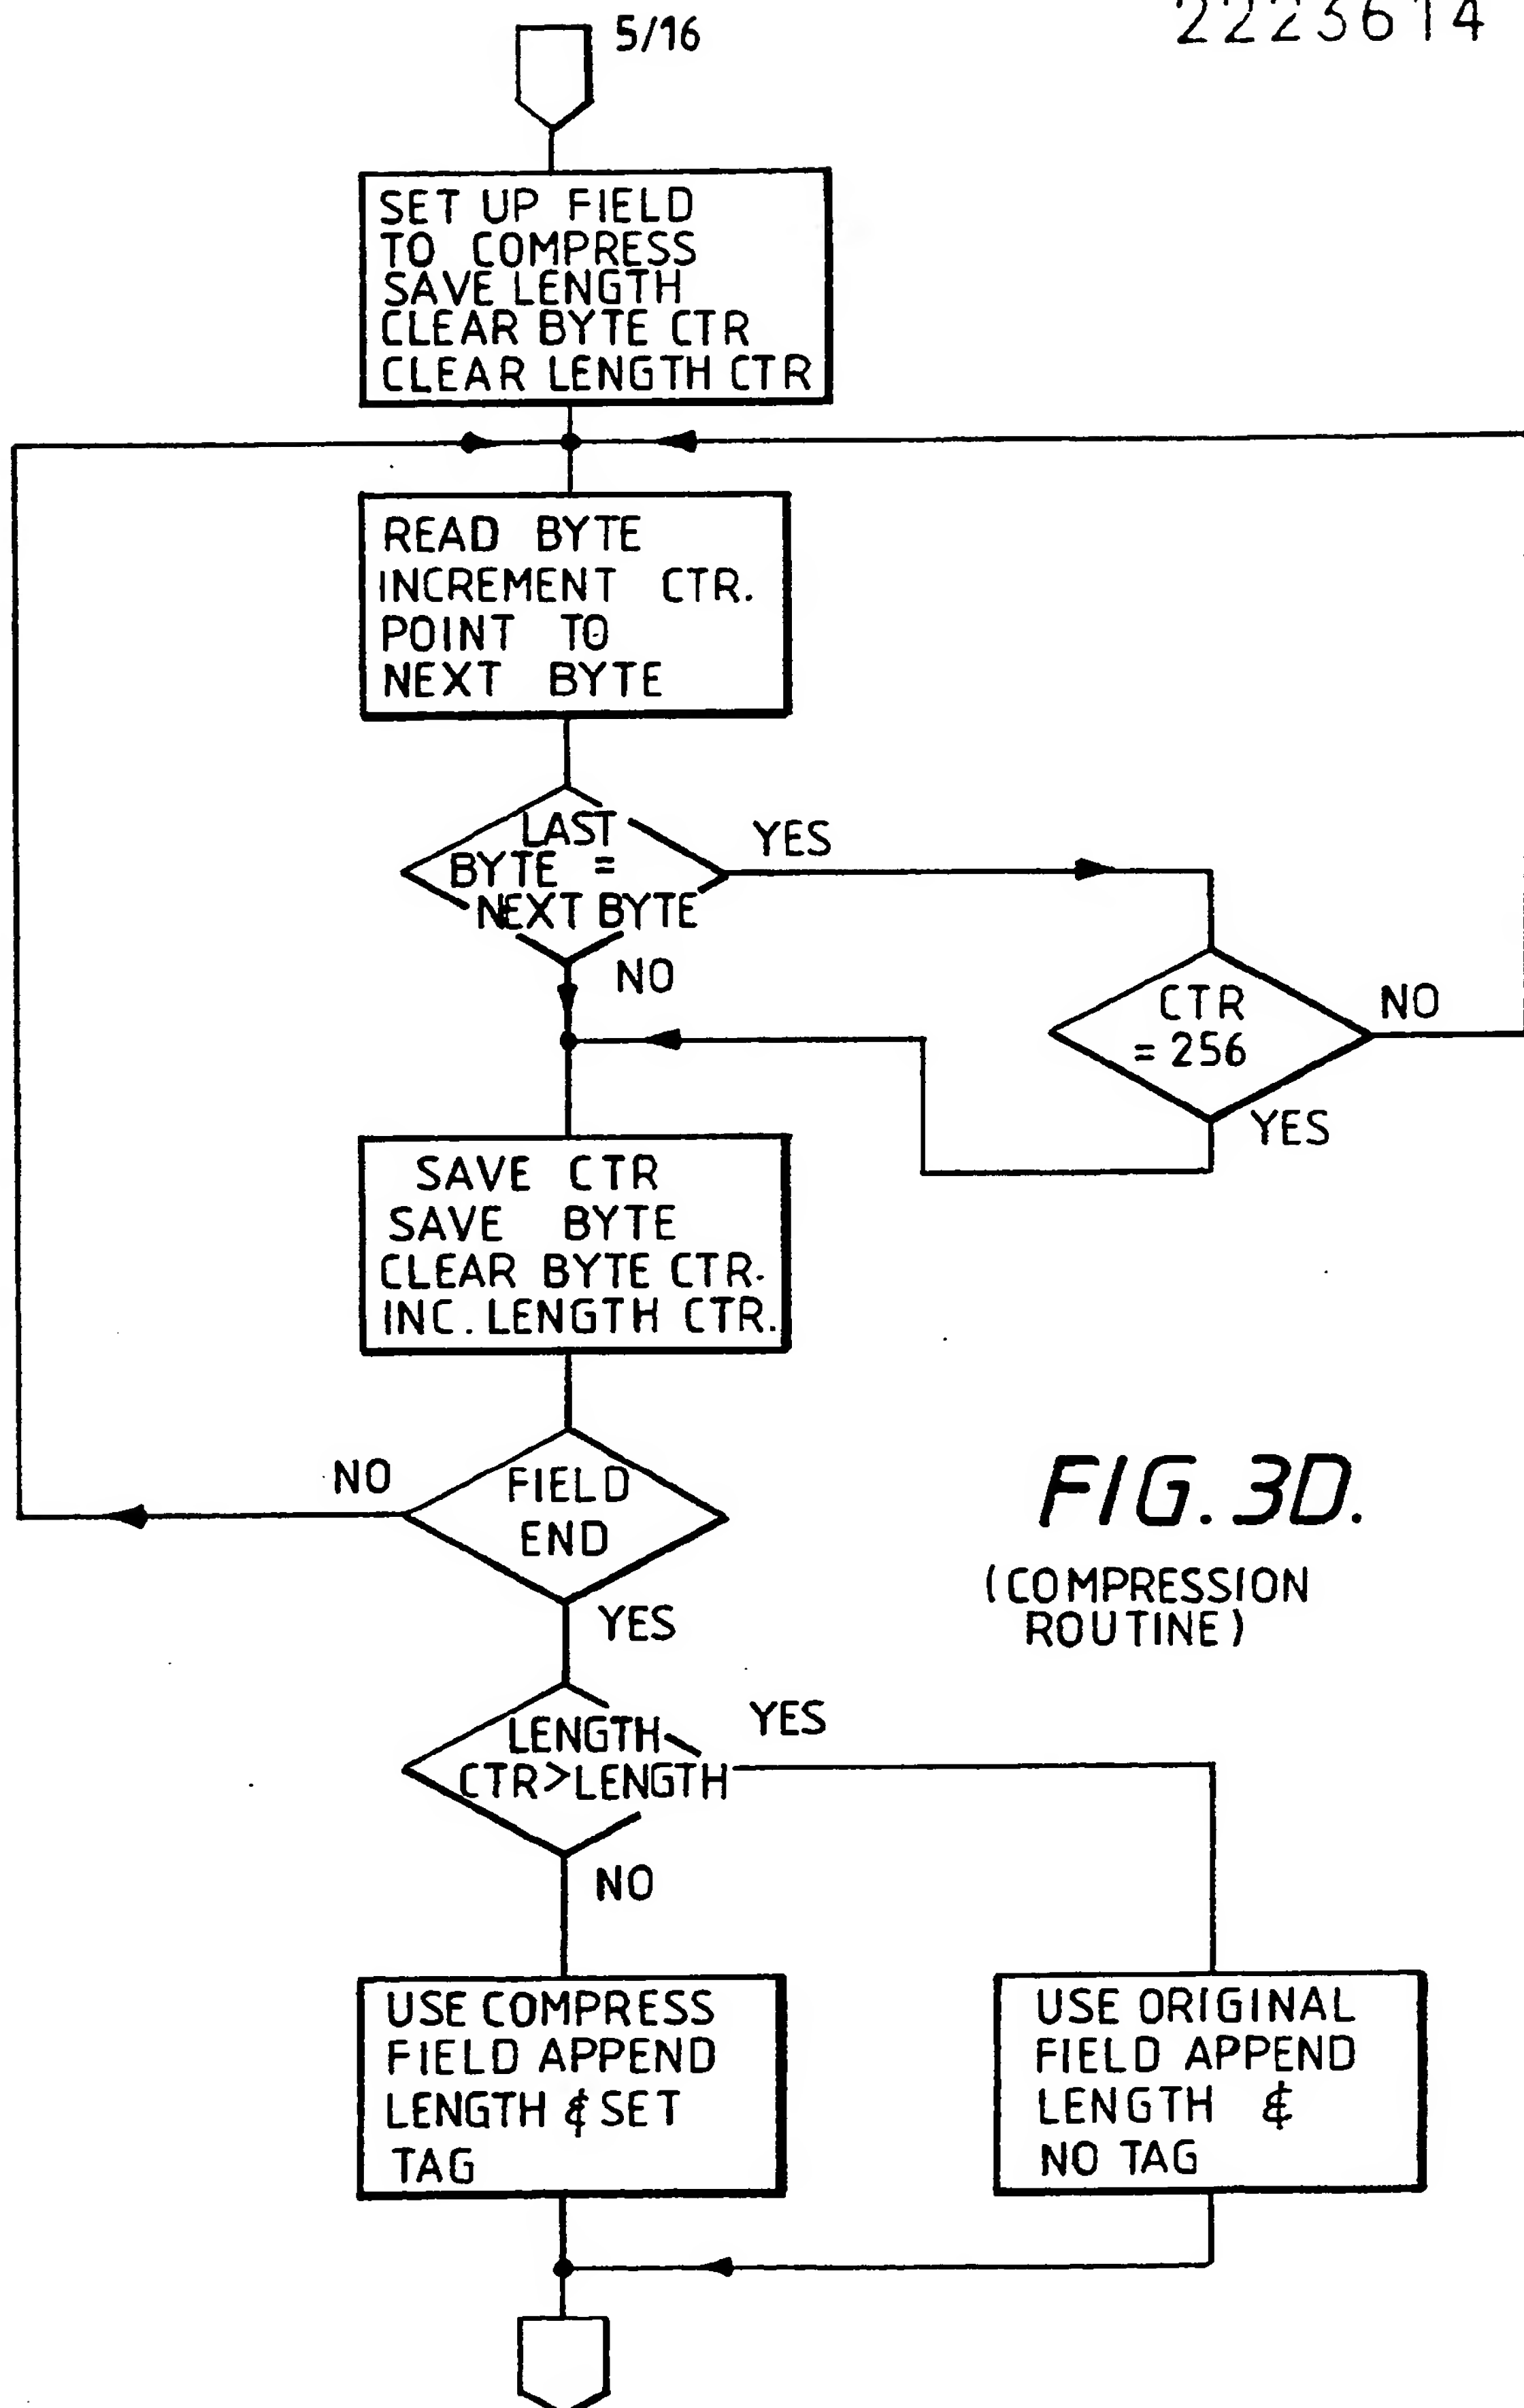 5/16
2223614
SET UP FIELD
TO COMPRESS
SAVE LENGTH
CLEAR BYTE CTR
CLEAR LENGTH CTR
READ BYTE
INCREMENT CTR.
POINT TO
NEXT BYTE
LAST
BYTE =
NEXT BYTE
YES
NO
CTR
= 256
NO
YES
SAVE CTR
SAVE BYTE
CLEAR BYTE CTR.
INC. LENGTH CTR.
NO
FIELD
END
YES
FIG. 3D.
(COMPRESSION
ROUTINE)
LENGTH
CTR>LENGTH
YES
NO
USE COMPRESS
FIELD APPEND
LENGTH & SET
TAG
USE ORIGINAL
FIELD APPEND
LENGTH &
NO TAG